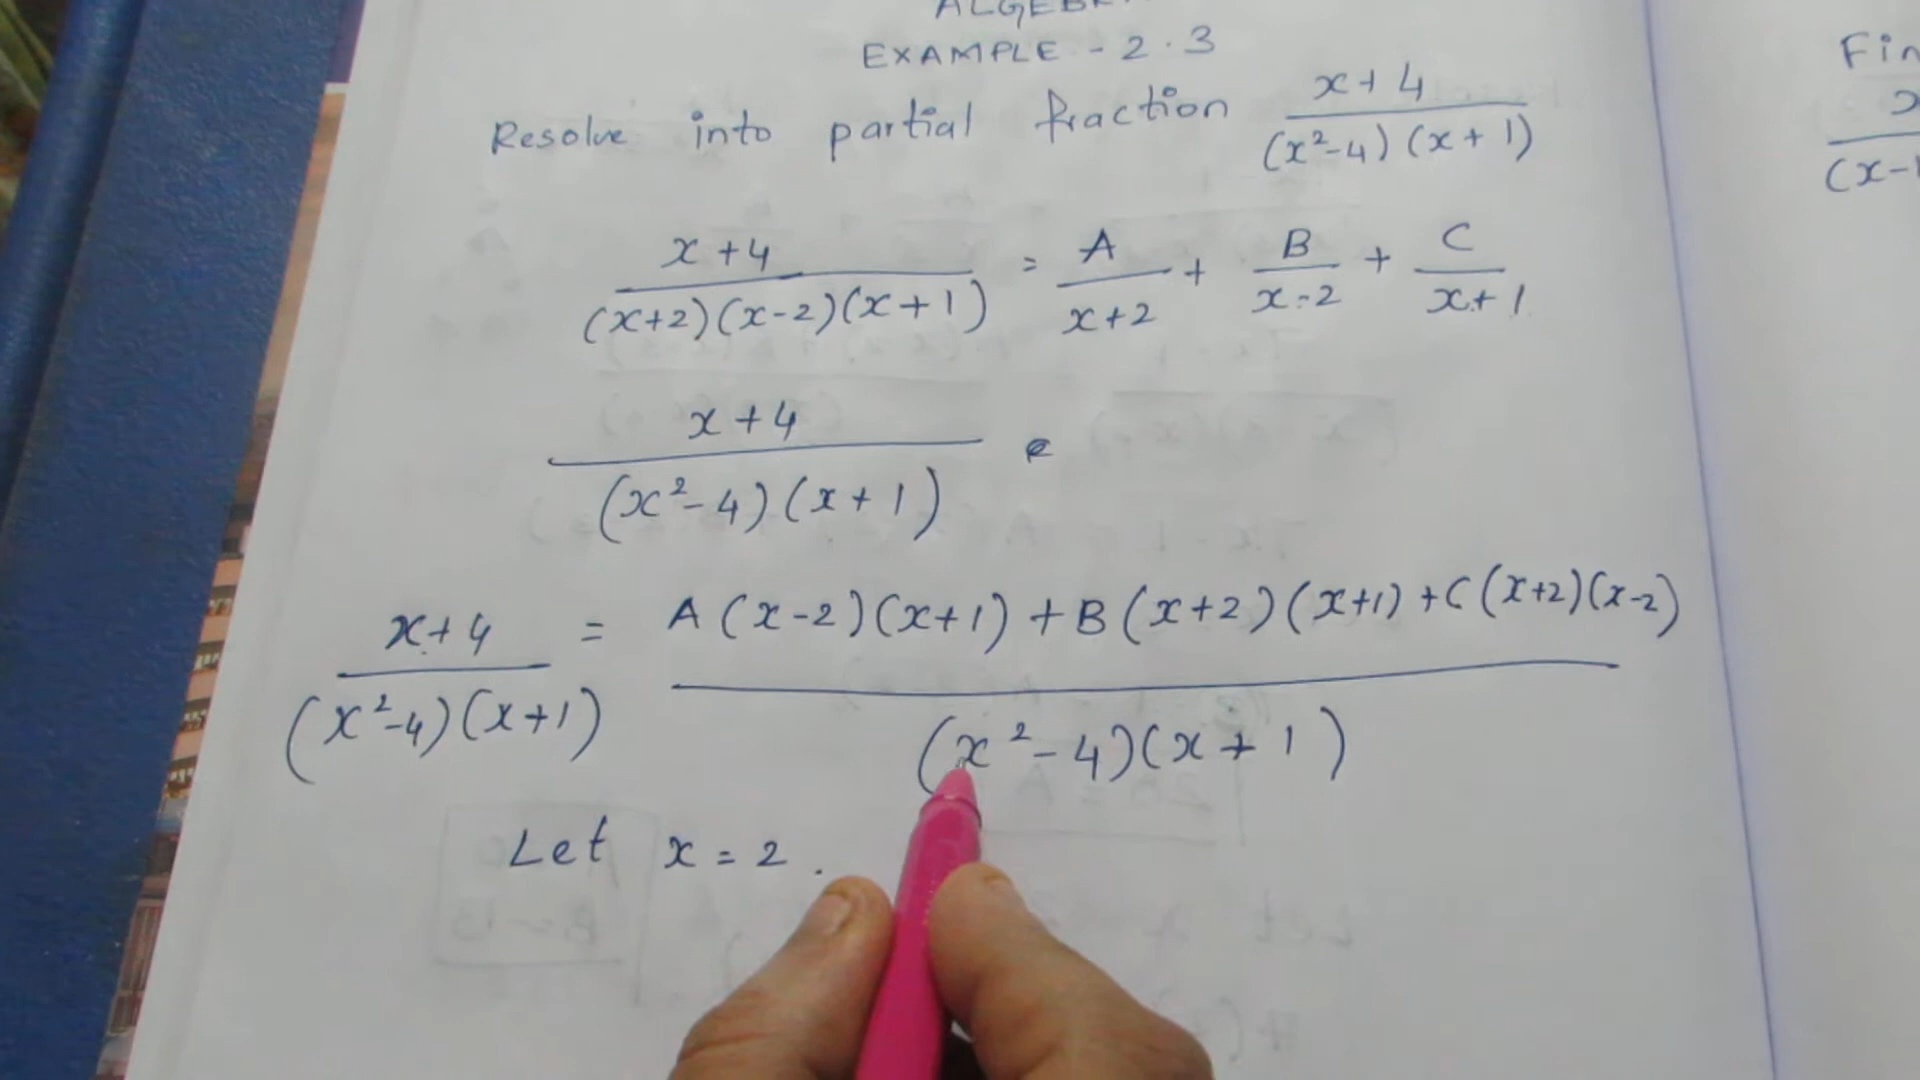 EXAMPLE - 2.3
Resolve into partial fraction x+4 / (x²-4)(x+1)
x+4 / (x+2)(x-2)(x+1) = A / x+2 + B / x-2 + C / x+1
x+4 / (x²-4)(x+1)
x+4 / (x²-4)(x+1) = A(x-2)(x+1)+B(x+2)(x+1)+C(x+2)(x-2) / (x²-4)(x+1)
Let x=2.